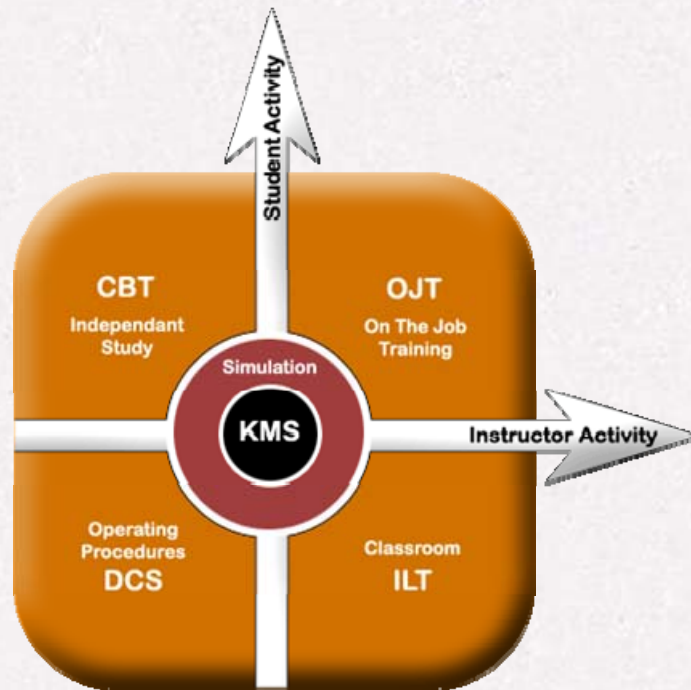 Student Activity
CBT
Independant
Study
OJT
On The Job
Training
Simulation
KMS
Instructor Activity
Operating
Procedures
DCS
Classroom
ILT